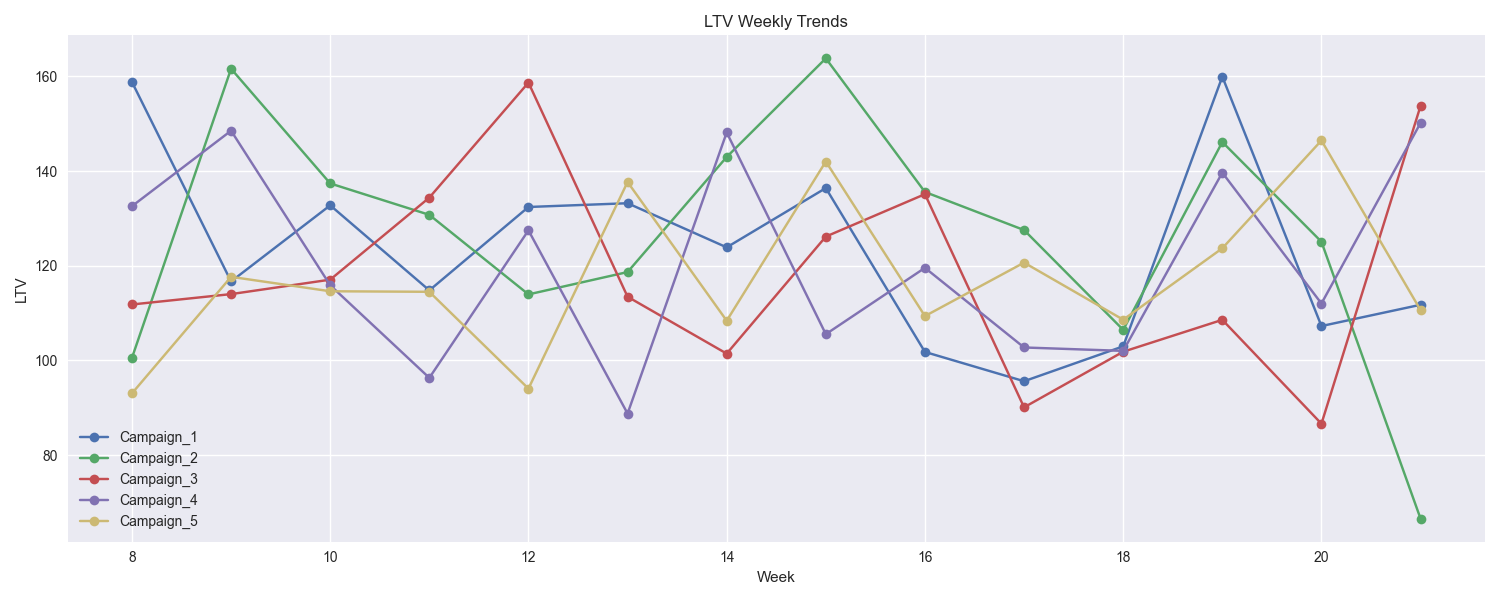 LTV Weekly Trends
160
140
120
100
80
LTV
Campaign_1
Campaign_2
Campaign_3
Campaign_4
Campaign_5
8 10 12 14 16 18 20
Week